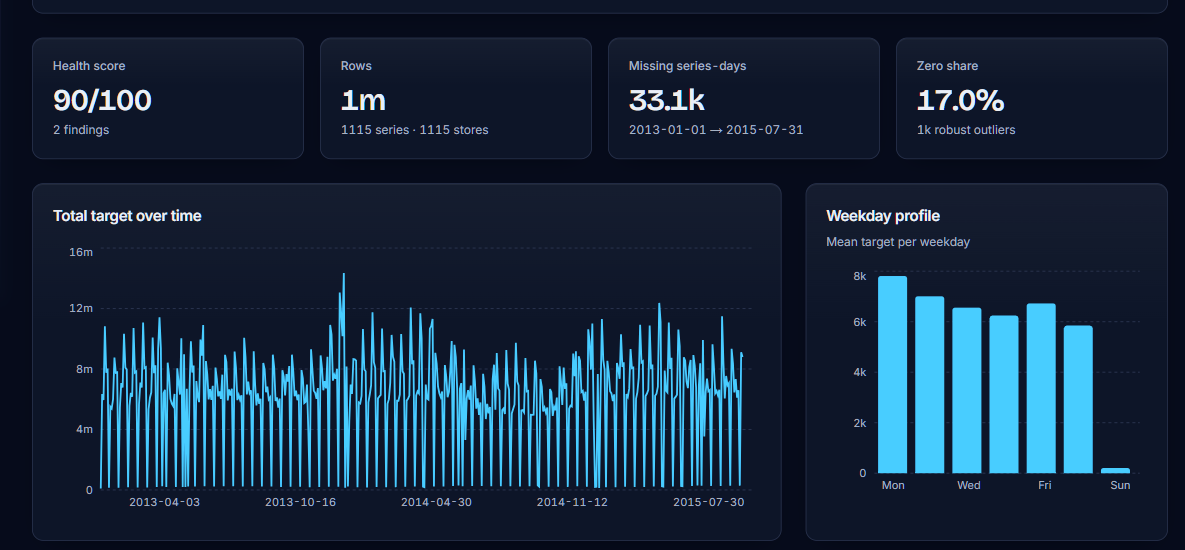 Health score
90/100
2 findings
Rows
1m
1115 series · 1115 stores
Missing series-days
33.1k
2013-01-01 → 2015-07-31
Zero share
17.0%
1k robust outliers
Total target over time
16m
12m
8m
4m
0
2013-04-03
2013-10-16
2014-04-30
2014-11-12
2015-07-30
Weekday profile
Mean target per weekday
8k
6k
4k
2k
0
Mon
Wed
Fri
Sun